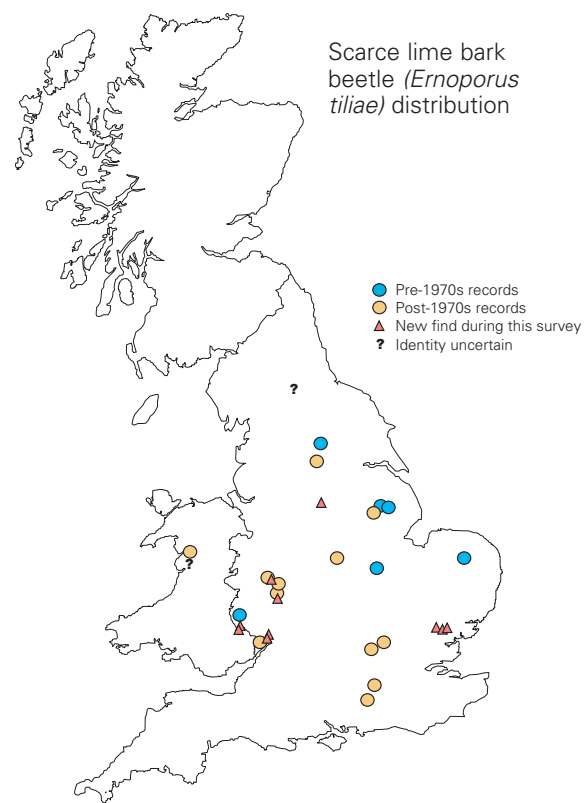 Scarce lime bark
beetle (Ernoporus
tiliae) distribution
Pre-1970s records
Post-1970s records
New find during this survey
? Identity uncertain
?
?